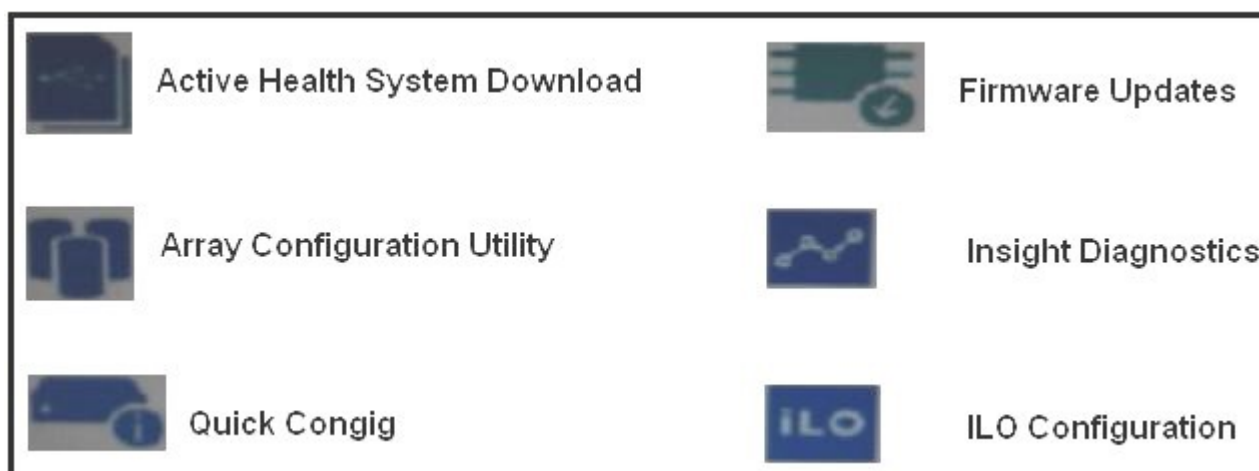 Active Health System Download
Firmware Updates
Array Configuration Utility
Insight Diagnostics
Quick Congig
iLO
ILO Configuration